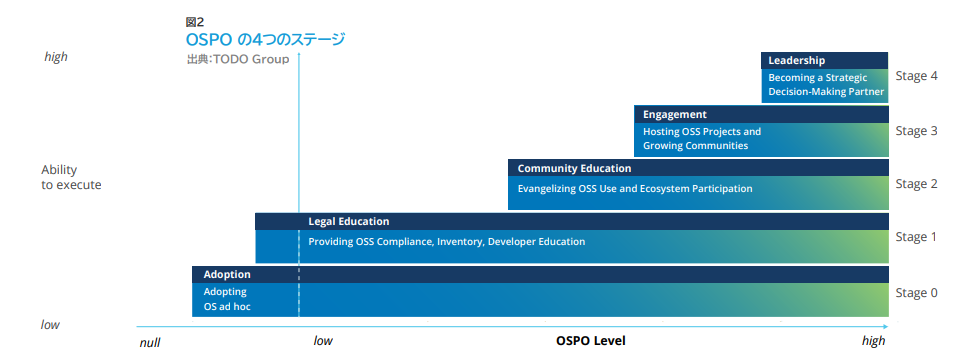 図2
OSPO の4つのステージ
出典：TODO Group
high
Leadership
Becoming a Strategic
Decision-Making Partner
Stage 4
Engagement
Hosting OSS Projects and
Growing Communities
Stage 3
Ability
to execute
Community Education
Evangelizing OSS Use and Ecosystem Participation
Stage 2
Legal Education
Providing OSS Compliance, Inventory, Developer Education
Stage 1
Adoption
Adopting
OS ad hoc
Stage 0
low
null
low
OSPO Level
high